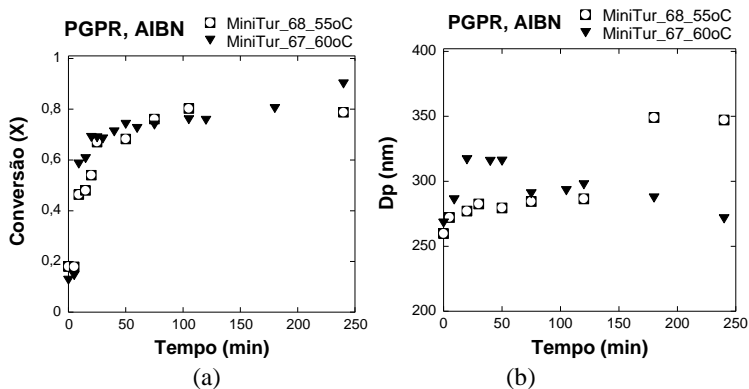 PGPR, AIBN
MiniTur_68_55oC
MiniTur_67_60oC
1
0,8
0,6
0,4
0,2
0
Conversão (X)
0
50
100
150
200
250
Tempo (min)
(a)
PGPR, AIBN
MiniTur_68_55oC
MiniTur_67_60oC
400
350
300
250
200
Dp (nm)
0
50
100
150
200
250
Tempo (min)
(b)